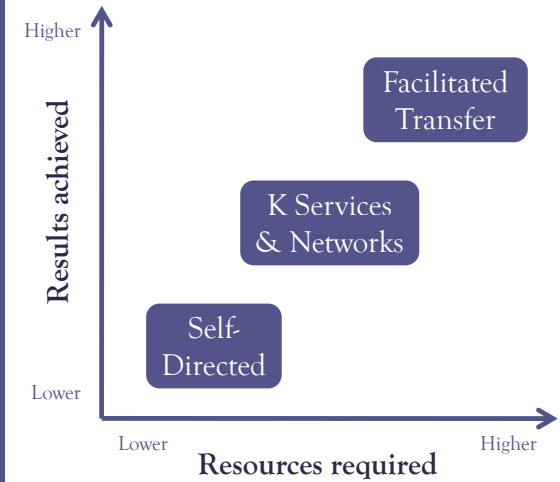 Higher
Results achieved
Facilitated
Transfer
K Services
& Networks
Self-
Directed
Lower
Lower
Higher
Resources required